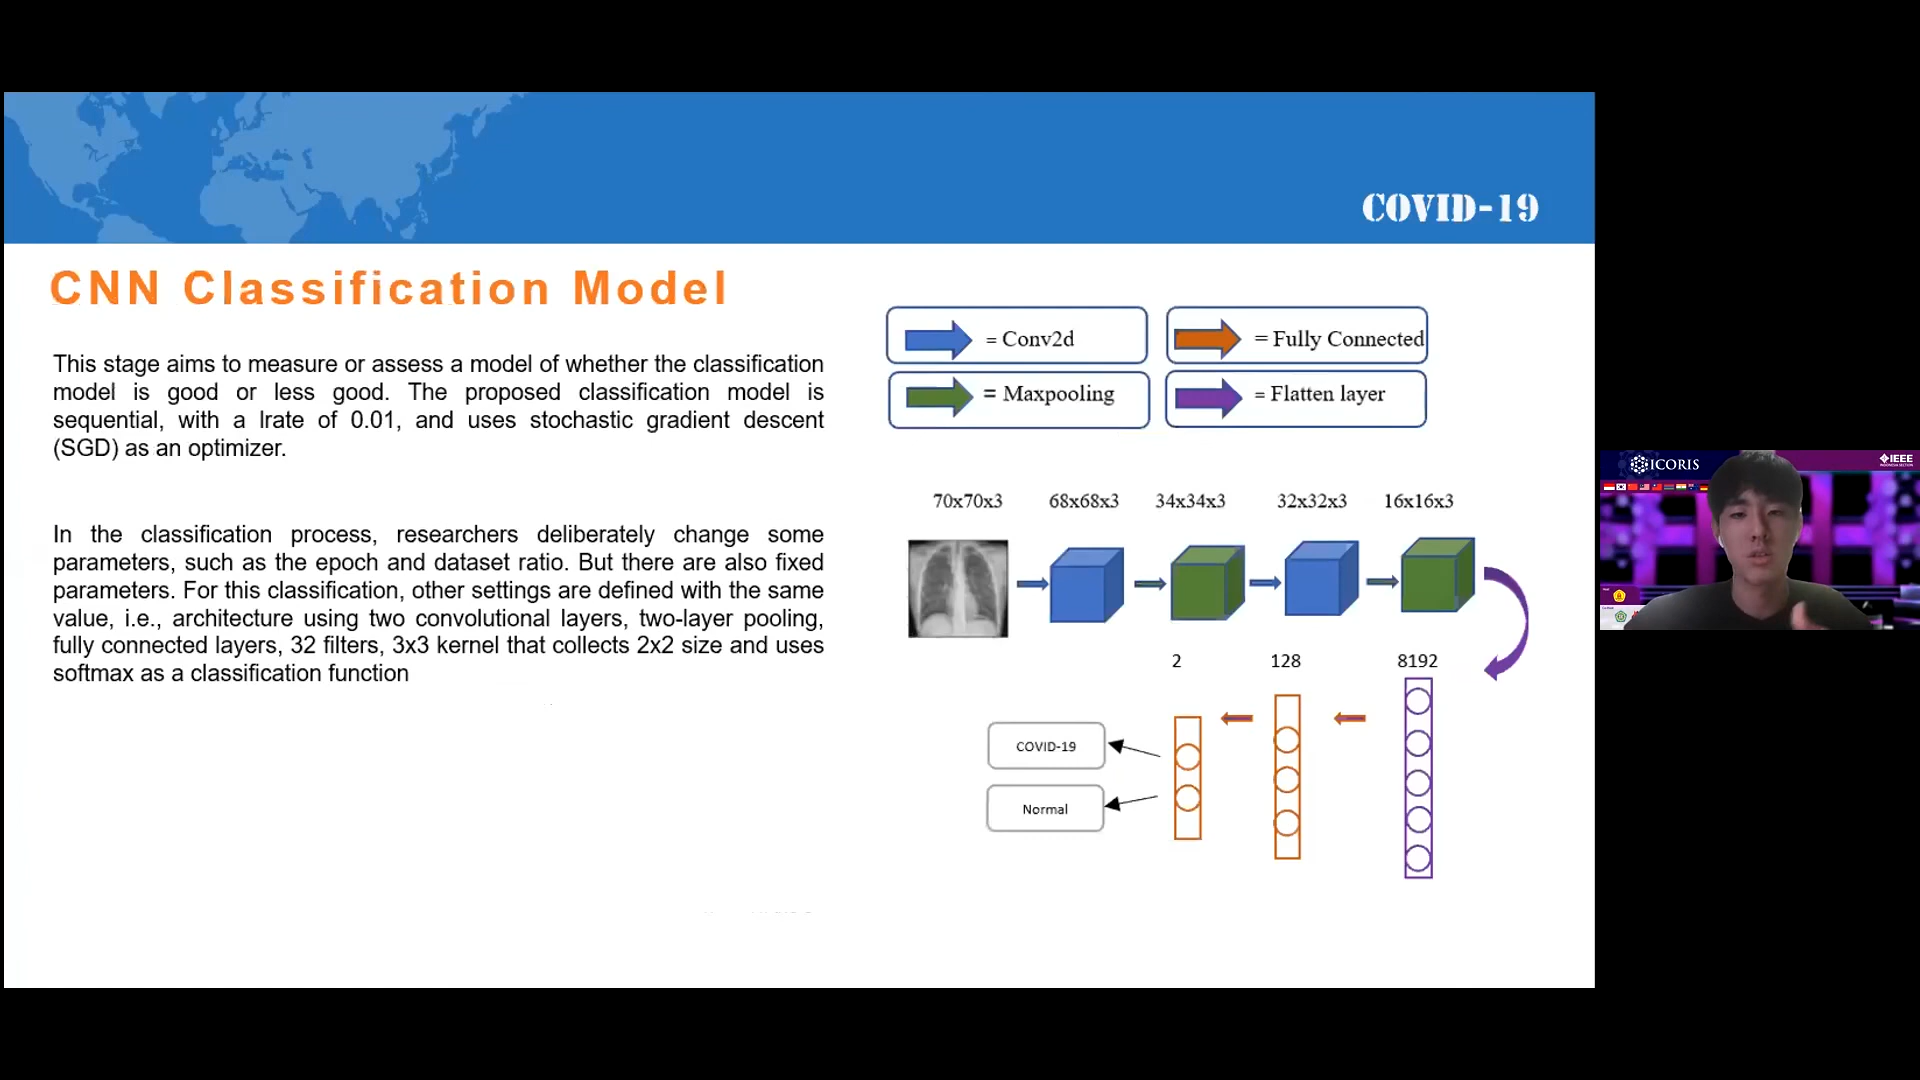 COVID-19
CNN Classification Model
This stage aims to measure or assess a model of whether the classification
model is good or less good. The proposed classification model is
sequential, with a lrate of 0.01, and uses stochastic gradient descent
(SGD) as an optimizer.
In the classification process, researchers deliberately change some
parameters, such as the epoch and dataset ratio. But there are also fixed
parameters. For this classification, other settings are defined with the same
value, i.e., architecture using two convolutional layers, two-layer pooling,
fully connected layers, 32 filters, 3x3 kernel that collects 2x2 size and uses
softmax as a classification function
= Conv2d
= Fully Connected
= Maxpooling
= Flatten layer
70x70x3 68x68x3 34x34x3 32x32x3 16x16x3
2 128 8192
COVID-19
Normal
ICORIS
IEEE